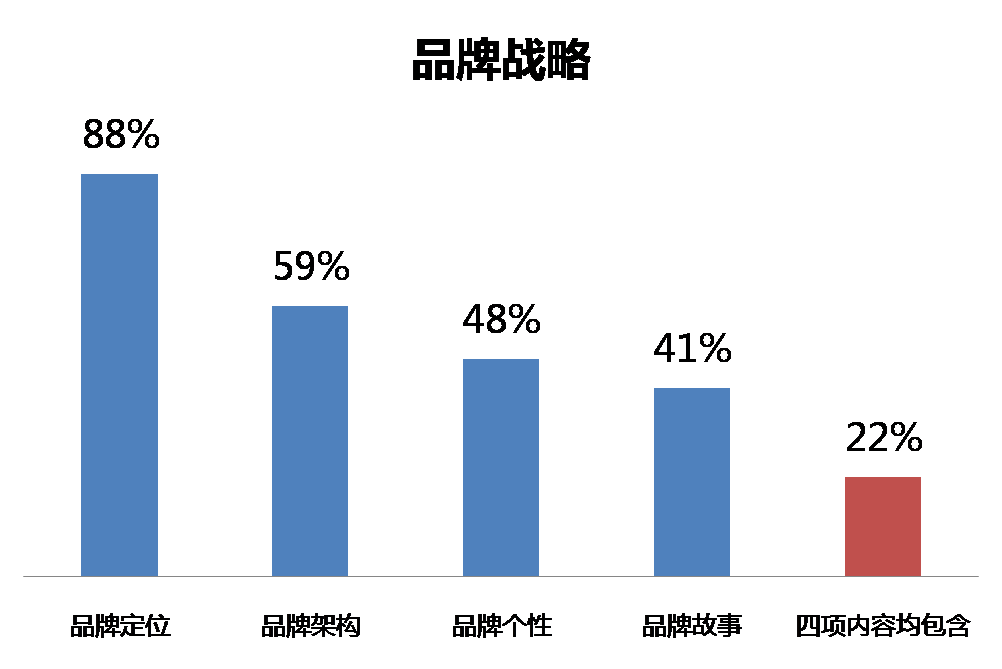 品牌战略
88%
59%
48%
41%
22%
品牌定位
品牌架构
品牌个性
品牌故事
四项内容均包含